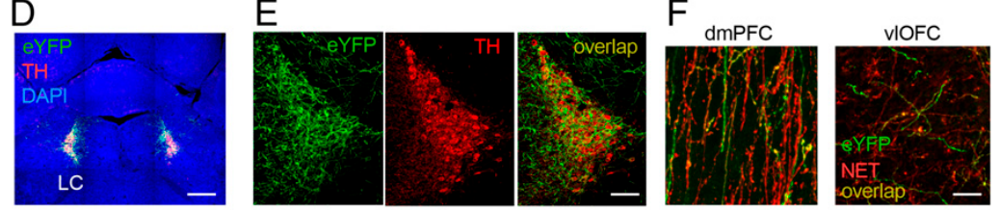 D
eYFP
TH
DAPI
LC
E
eYFP
TH
overlap
F
dmPFC
vlOFC
eYFP
NET
overlap